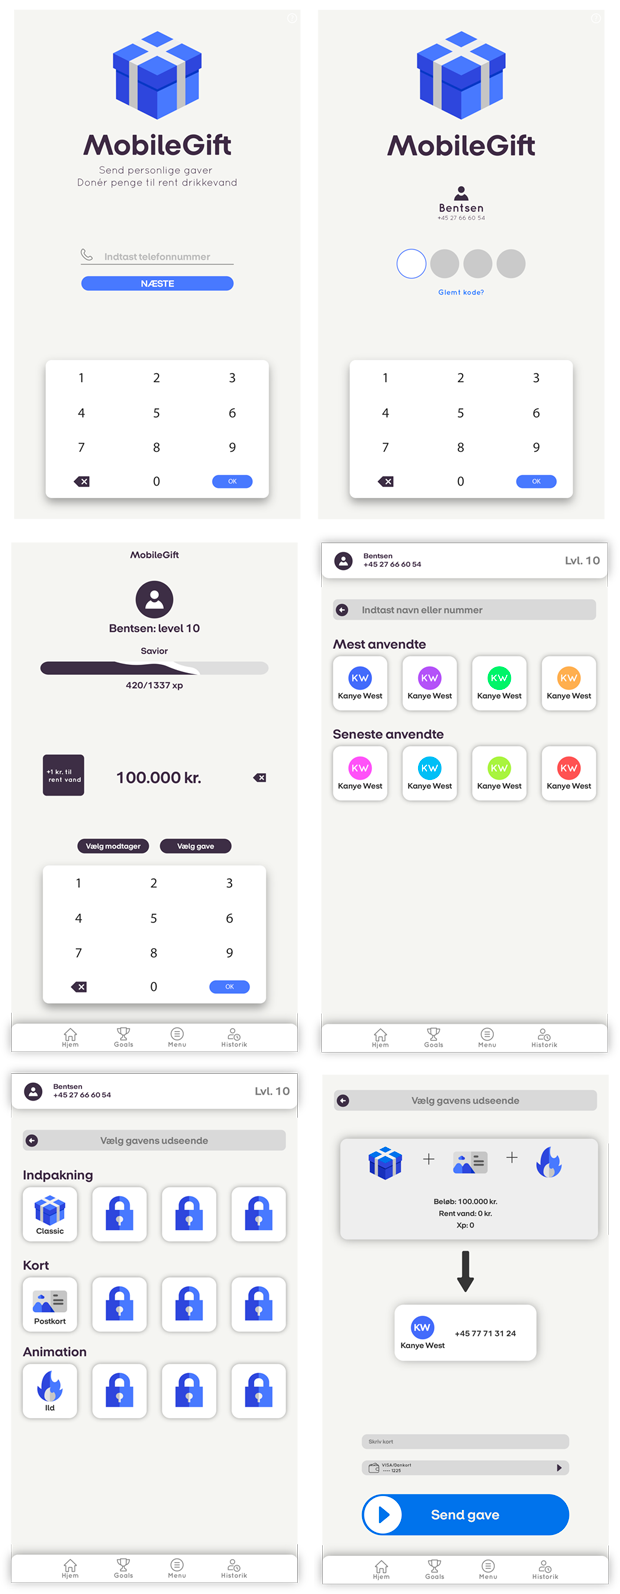 MobileGift
Send personlige gaver
Donér penge til rent drikkevand
Indtast telefonnummer
NÆSTE
1 2 3
4 5 6
7 8 9
0 OK
MobileGift
Bentsen
+45 27 66 60 54
Glemt kode?
1 2 3
4 5 6
7 8 9
0 OK
MobileGift
Bentsen: level 10
Savior
420/1337 xp
+1 kr. til
rent vand
100.000 kr.
Vælg modtager Vælg gave
1 2 3
4 5 6
7 8 9
0 OK
Hjem Goals Menu Historik
Bentsen
+45 27 66 60 54
Lvl. 10
Indtast navn eller nummer
Mest anvendte
KW KW KW KW
Kanye West Kanye West Kanye West Kanye West
Seneste anvendte
KW KW KW KW
Kanye West Kanye West Kanye West Kanye West
Hjem Goals Menu Historik
Bentsen
+45 27 66 60 54
Lvl. 10
Vælg gavens udseende
Indpakning
Classic
Kort
Postkort
Animation
Ild
Hjem Goals Menu Historik
Vælg gavens udseende
+ +
Beløb: 100.000 kr.
Rent vand: 0 kr.
Xp: 0
KW
Kanye West
+45 77 71 31 24
Skriv kort
VISA/Dankort
---- 1225
Send gave
Hjem Goals Menu Historik